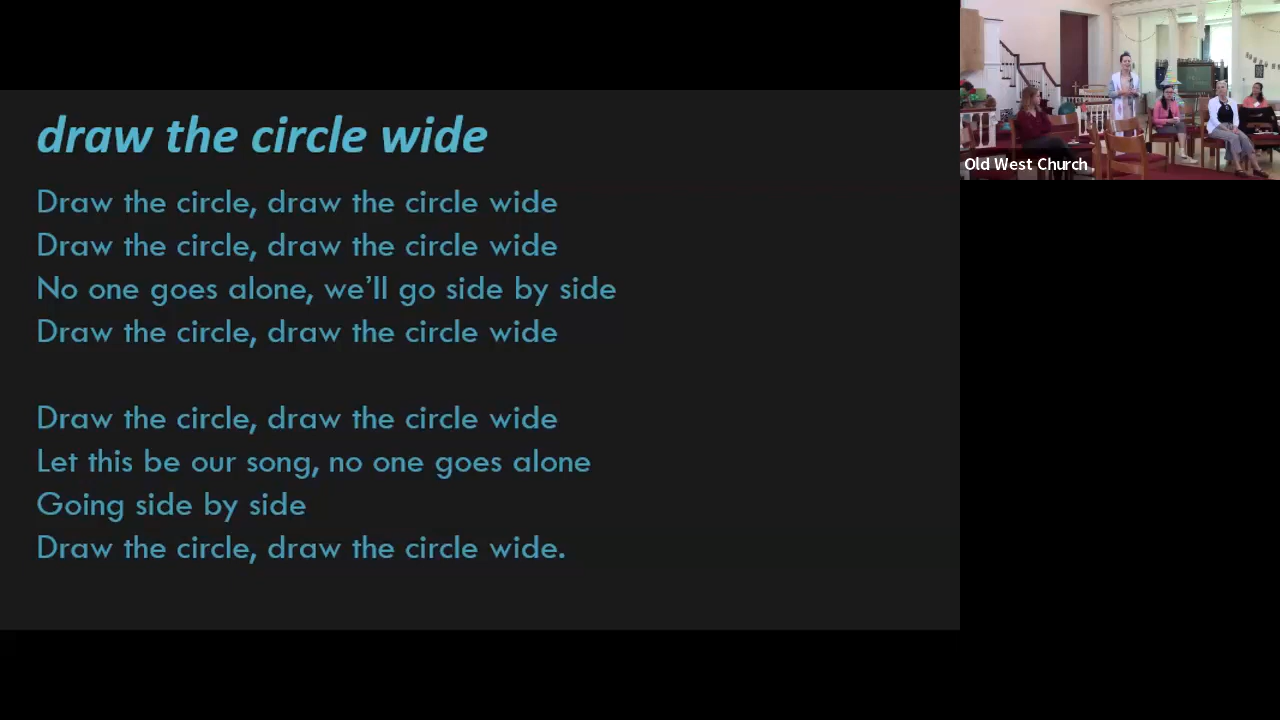 draw the circle wide
Draw the circle, draw the circle wide
Draw the circle, draw the circle wide
No one goes alone, we’ll go side by side
Draw the circle, draw the circle wide
Draw the circle, draw the circle wide
Let this be our song, no one goes alone
Going side by side
Draw the circle, draw the circle wide.
Old West Church